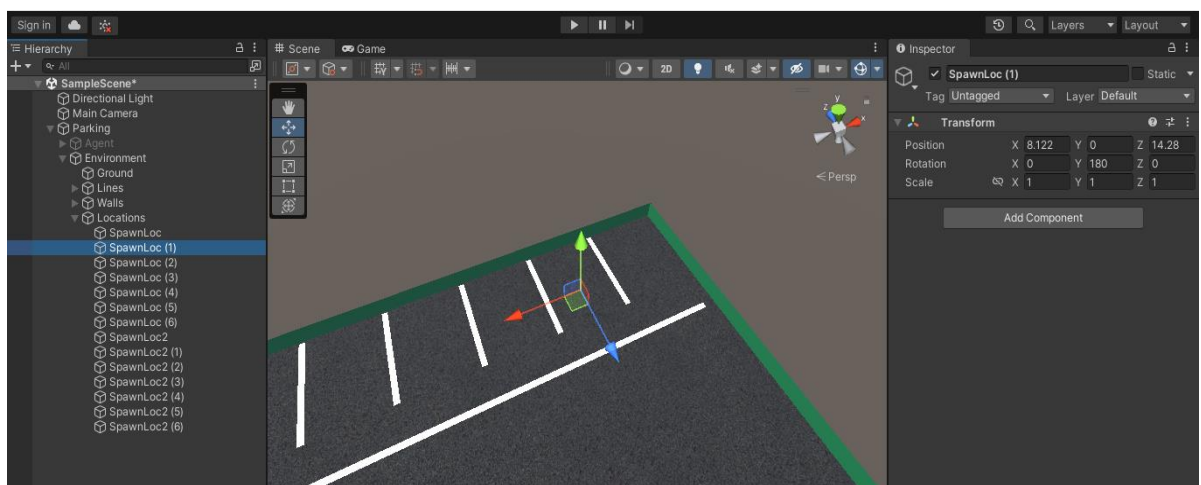 Sign in Layers Layout
Hierarchy
All
SampleScene*
Directional Light
Main Camera
Parking
Agent
Environment
Ground
Lines
Walls
Locations
SpawnLoc
SpawnLoc (1)
SpawnLoc (2)
SpawnLoc (3)
SpawnLoc (4)
SpawnLoc (5)
SpawnLoc (6)
SpawnLoc2
SpawnLoc2 (1)
SpawnLoc2 (2)
SpawnLoc2 (3)
SpawnLoc2 (4)
SpawnLoc2 (5)
SpawnLoc2 (6)
Scene Game
2D
y
z x
Persp
Inspector
SpawnLoc (1) Static
Tag Untagged Layer Default
Transform
Position X 8.122 Y 0 Z 14.28
Rotation X 0 Y 180 Z 0
Scale X 1 Y 1 Z 1
Add Component